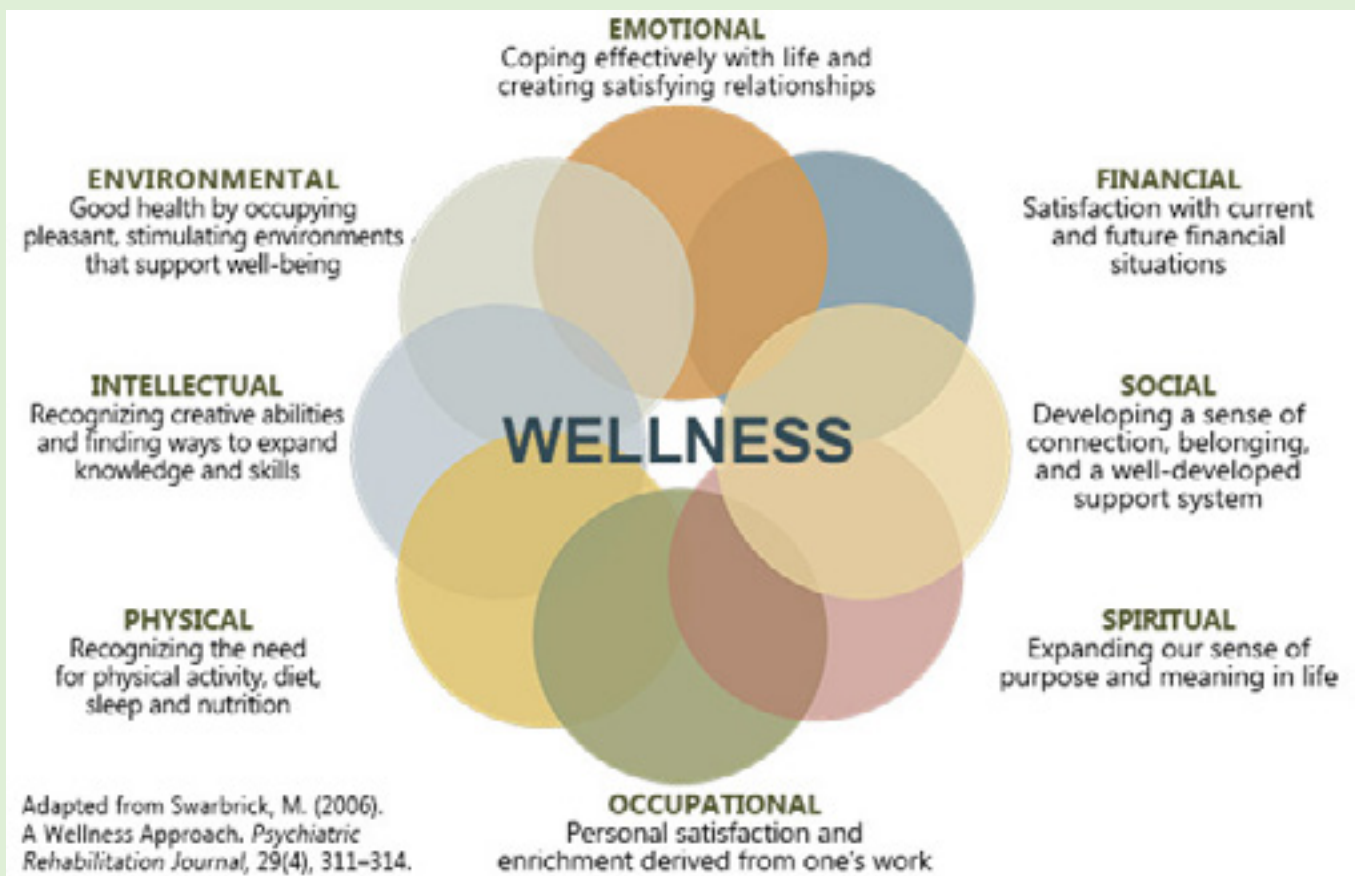 EMOTIONAL
Coping effectively with life and
creating satisfying relationships
ENVIRONMENTAL
Good health by occupying
pleasant, stimulating environments
that support well-being
FINANCIAL
Satisfaction with current
and future financial
situations
INTELLECTUAL
Recognizing creative abilities
and finding ways to expand
knowledge and skills
WELLNESS
SOCIAL
Developing a sense of
connection, belonging,
and a well-developed
support system
PHYSICAL
Recognizing the need
for physical activity, diet,
sleep and nutrition
SPIRITUAL
Expanding our sense of
purpose and meaning in life
OCCUPATIONAL
Personal satisfaction and
enrichment derived from one's work
Adapted from Swarbrick, M. (2006).
A Wellness Approach. Psychiatric
Rehabilitation Journal, 29(4), 311–314.